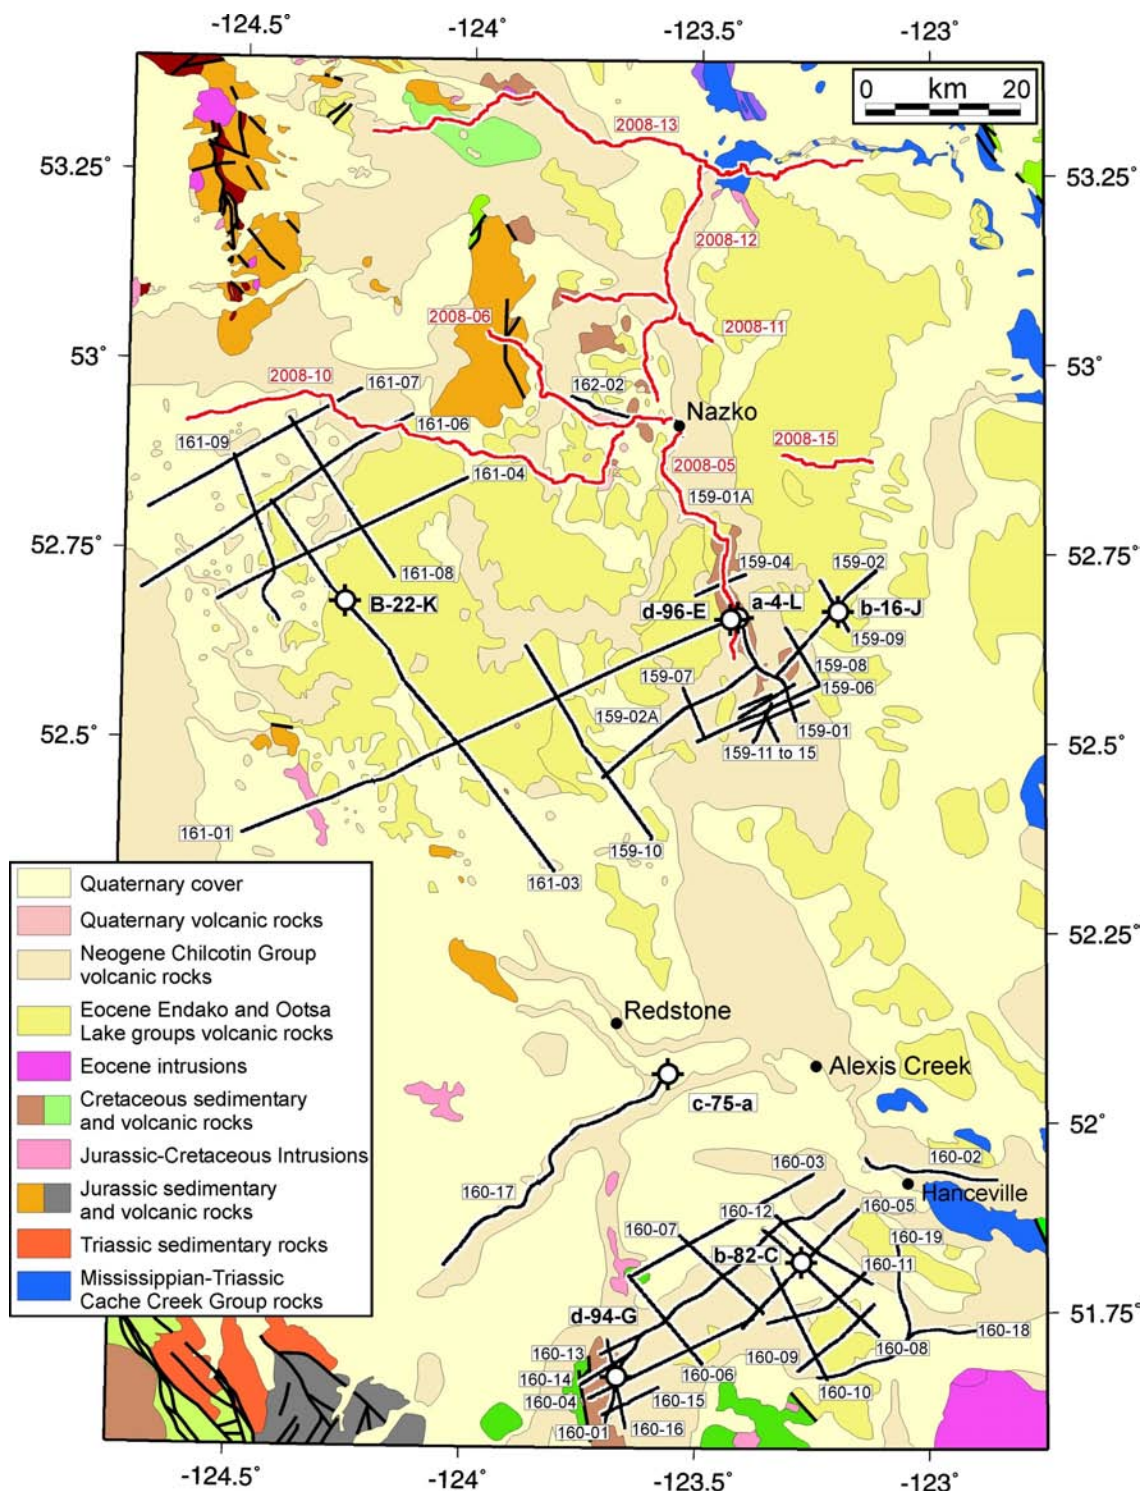 -124.5°
-124°
-123.5°
-123°
0 km 20
2008-13
53.25°
53.25°
2008-12
2008-06
2008-11
53°
53°
2008-10
161-07
162-02
161-06
Nazko
161-09
2008-15
2008-05
161-04
159-01A
52.75°
52.75°
159-04
159-02
161-08
B-22-K
d-96-E
a-4-L
b-16-J
159-09
159-08
159-07
159-06
159-02A
52.5°
52.5°
159-01
159-11 to 15
161-01
159-10
161-03
Quaternary cover
Quaternary volcanic rocks
Neogene Chilcotin Group
volcanic rocks
Eocene Endako and Ootsa
Lake groups volcanic rocks
Eocene intrusions
Cretaceous sedimentary
and volcanic rocks
Jurassic-Cretaceous Intrusions
Jurassic sedimentary
and volcanic rocks
Triassic sedimentary rocks
Mississippian-Triassic
Cache Creek Group rocks
52.25°
Redstone
Alexis Creek
c-75-a
52°
160-03
160-02
160-17
Hanceville
160-12
160-05
160-07
160-19
b-82-C
160-11
51.75°
d-94-G
160-18
160-13
160-08
160-09
160-14
160-06
160-10
160-04
160-15
160-01
160-16
-124.5°
-124°
-123.5°
-123°